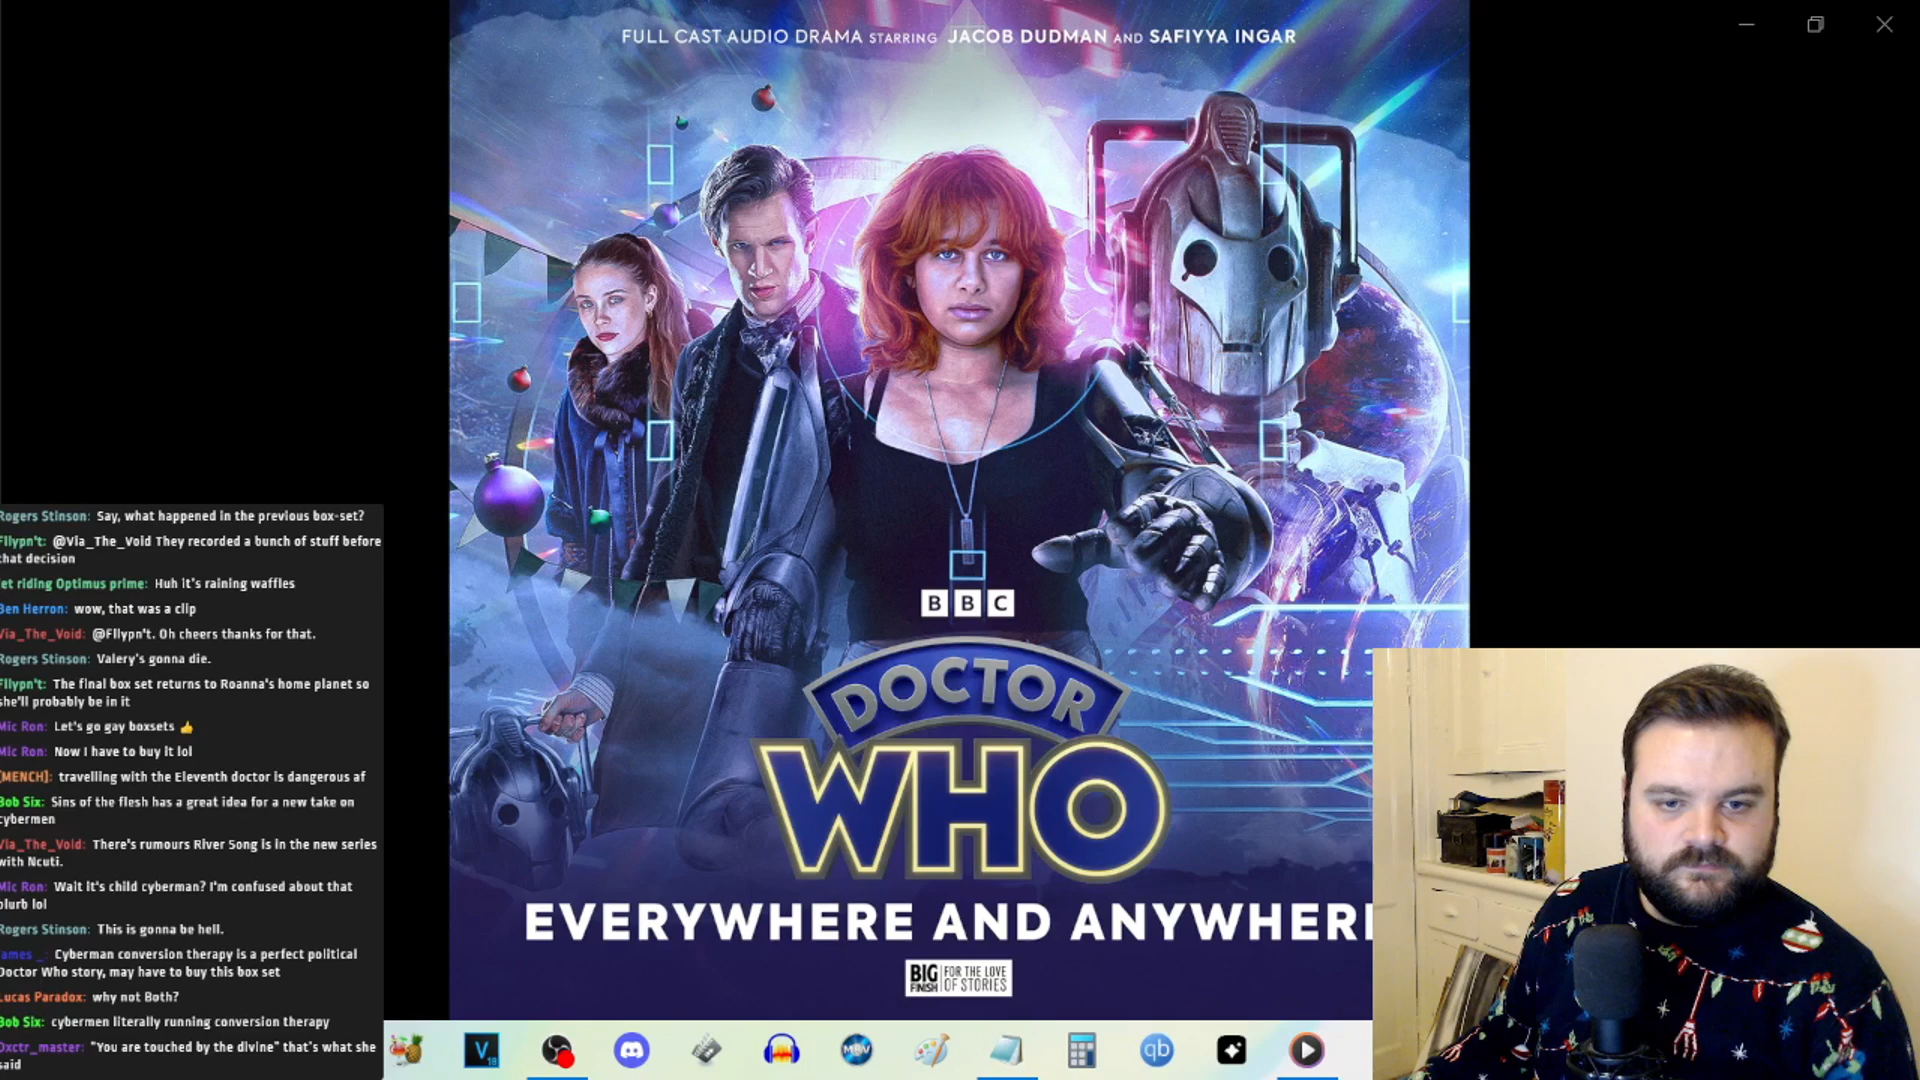 FULL CAST AUDIO DRAMA STARRING JACOB DUDMAN AND SAFIYYA INGAR
BBC
DOCTOR
WHO
EVERYWHERE AND ANYWHER
BIG FINISH
FOR THE LOVE
OF STORIES
Rogers Stinson: Say, what happened in the previous box-set?
Fllypn't: @Via_The_Void They recorded a bunch of stuff before
that decision
et riding Optimus prime: Huh it's raining waffles
Ben Herron: wow, that was a clip
Via_The_Void: @Fllypn't. Oh cheers thanks for that.
Rogers Stinson: Valery's gonna die.
Fllypn't: The final box set returns to Roanna's home planet so
she'll probably be in it
Mic Ron: Let's go gay boxsets 👍
Mic Ron: Now I have to buy it lol
[MENCH]: travelling with the Eleventh doctor is dangerous af
Bob Six: Sins of the flesh has a great idea for a new take on
cybermen
Via_The_Void: There's rumours River Song is in the new series
with Ncuti.
Mic Ron: Wait it's child cyberman? I'm confused about that
blurb lol
Rogers Stinson: This is gonna be hell.
ames _: Cyberman conversion therapy is a perfect political
Doctor Who story, may have to buy this box set
Lucas Paradox: why not Both?
Bob Six: cybermen literally running conversion therapy
Dxctr_master: "You are touched by the divine" that's what she
said
V
18
qb